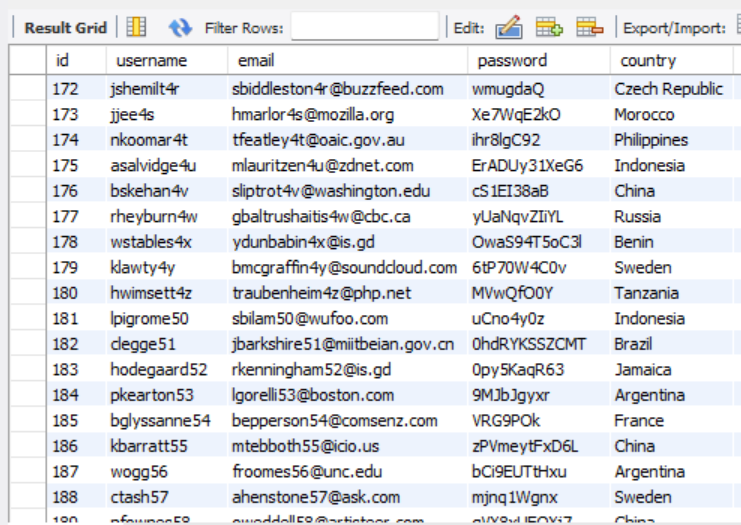 Result Grid Filter Rows: Edit: Export/Import:
id username email password country
172 jshemilt4r sbiddleston4r@buzzfeed.com wmugdaQ Czech Republic
173 jjee4s hmarlor4s@mozilla.org Xe7WqE2kO Morocco
174 nkoomar4t tfeatley4t@oaic.gov.au ihr8lgC92 Philippines
175 asalvidge4u mlauritzen4u@zdnet.com ErADUy31XeG6 Indonesia
176 bskehan4v sliptrot4v@washington.edu cS1EI38aB China
177 rheyburn4w gbaltrushaitis4w@cbc.ca yUaNqvZIiYL Russia
178 wstables4x ydunbabin4x@is.gd OwaS94T5oC3l Benin
179 klawty4y bmcgraffin4y@soundcloud.com 6tP70W4C0v Sweden
180 hwimsett4z traubenheim4z@php.net MVwQfO0Y Tanzania
181 lpigrome50 sbilam50@wufoo.com uCno4y0z Indonesia
182 clegge51 jbarkshire51@miitbeian.gov.cn 0hdRYKSSZCMT Brazil
183 hodegaard52 rkenningham52@is.gd 0py5KaqR63 Jamaica
184 pkearton53 lgorelli53@boston.com 9MJbJgyxr Argentina
185 bglyssanne54 bepperson54@comsenz.com VRG9POk France
186 kbarratt55 mtebboth55@icio.us zPVmeytFxD6L China
187 wogg56 froomes56@unc.edu bCi9EUTtHxu Argentina
188 ctash57 ahenstone57@ask.com mjnq1Wgnx Sweden
China